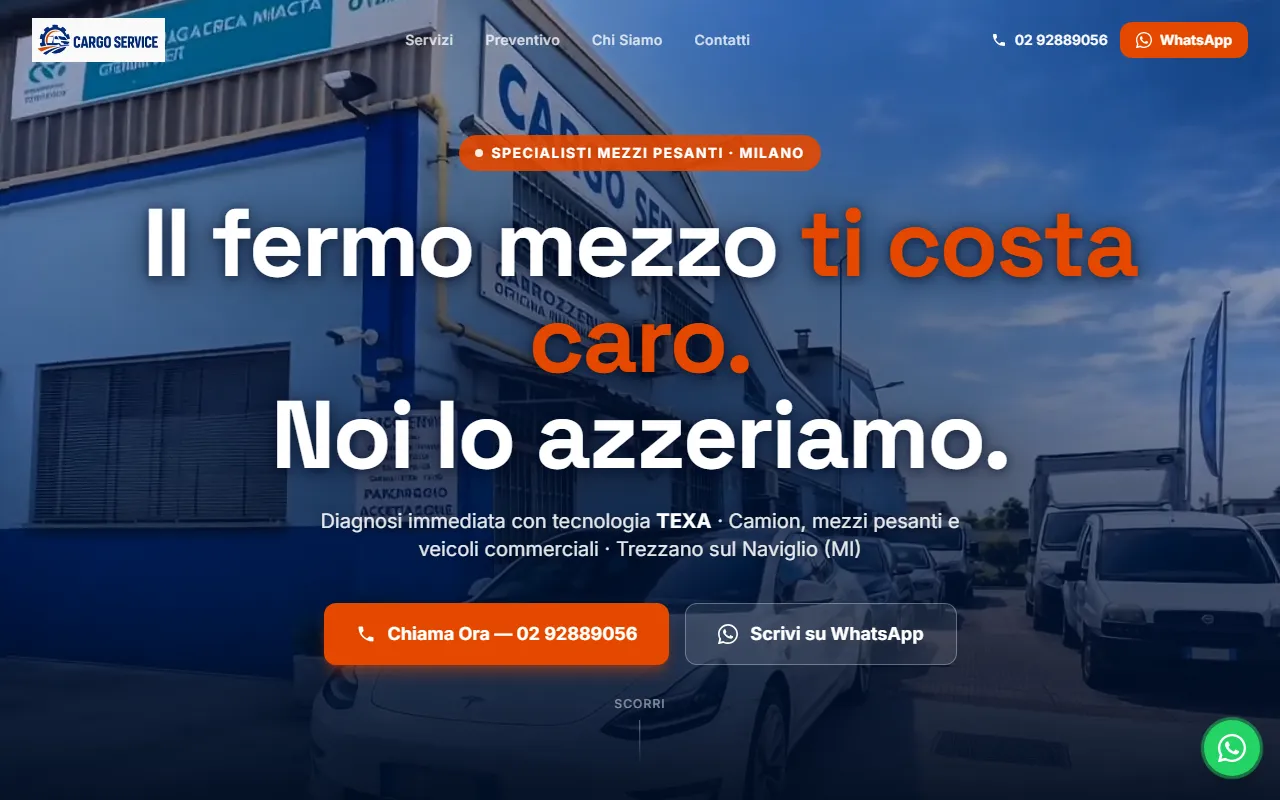 CARGO SERVICE
Servizi
Preventivo
Chi Siamo
Contatti
02 92889056
WhatsApp
SPECIALISTI MEZZI PESANTI · MILANO
Il fermo mezzo ti costa
caro.
Noi lo azzeriamo.
Diagnosi immediata con tecnologia TEXA · Camion, mezzi pesanti e
veicoli commerciali · Trezzano sul Naviglio (MI)
Chiama Ora — 02 92889056
Scrivi su WhatsApp
SCORRI